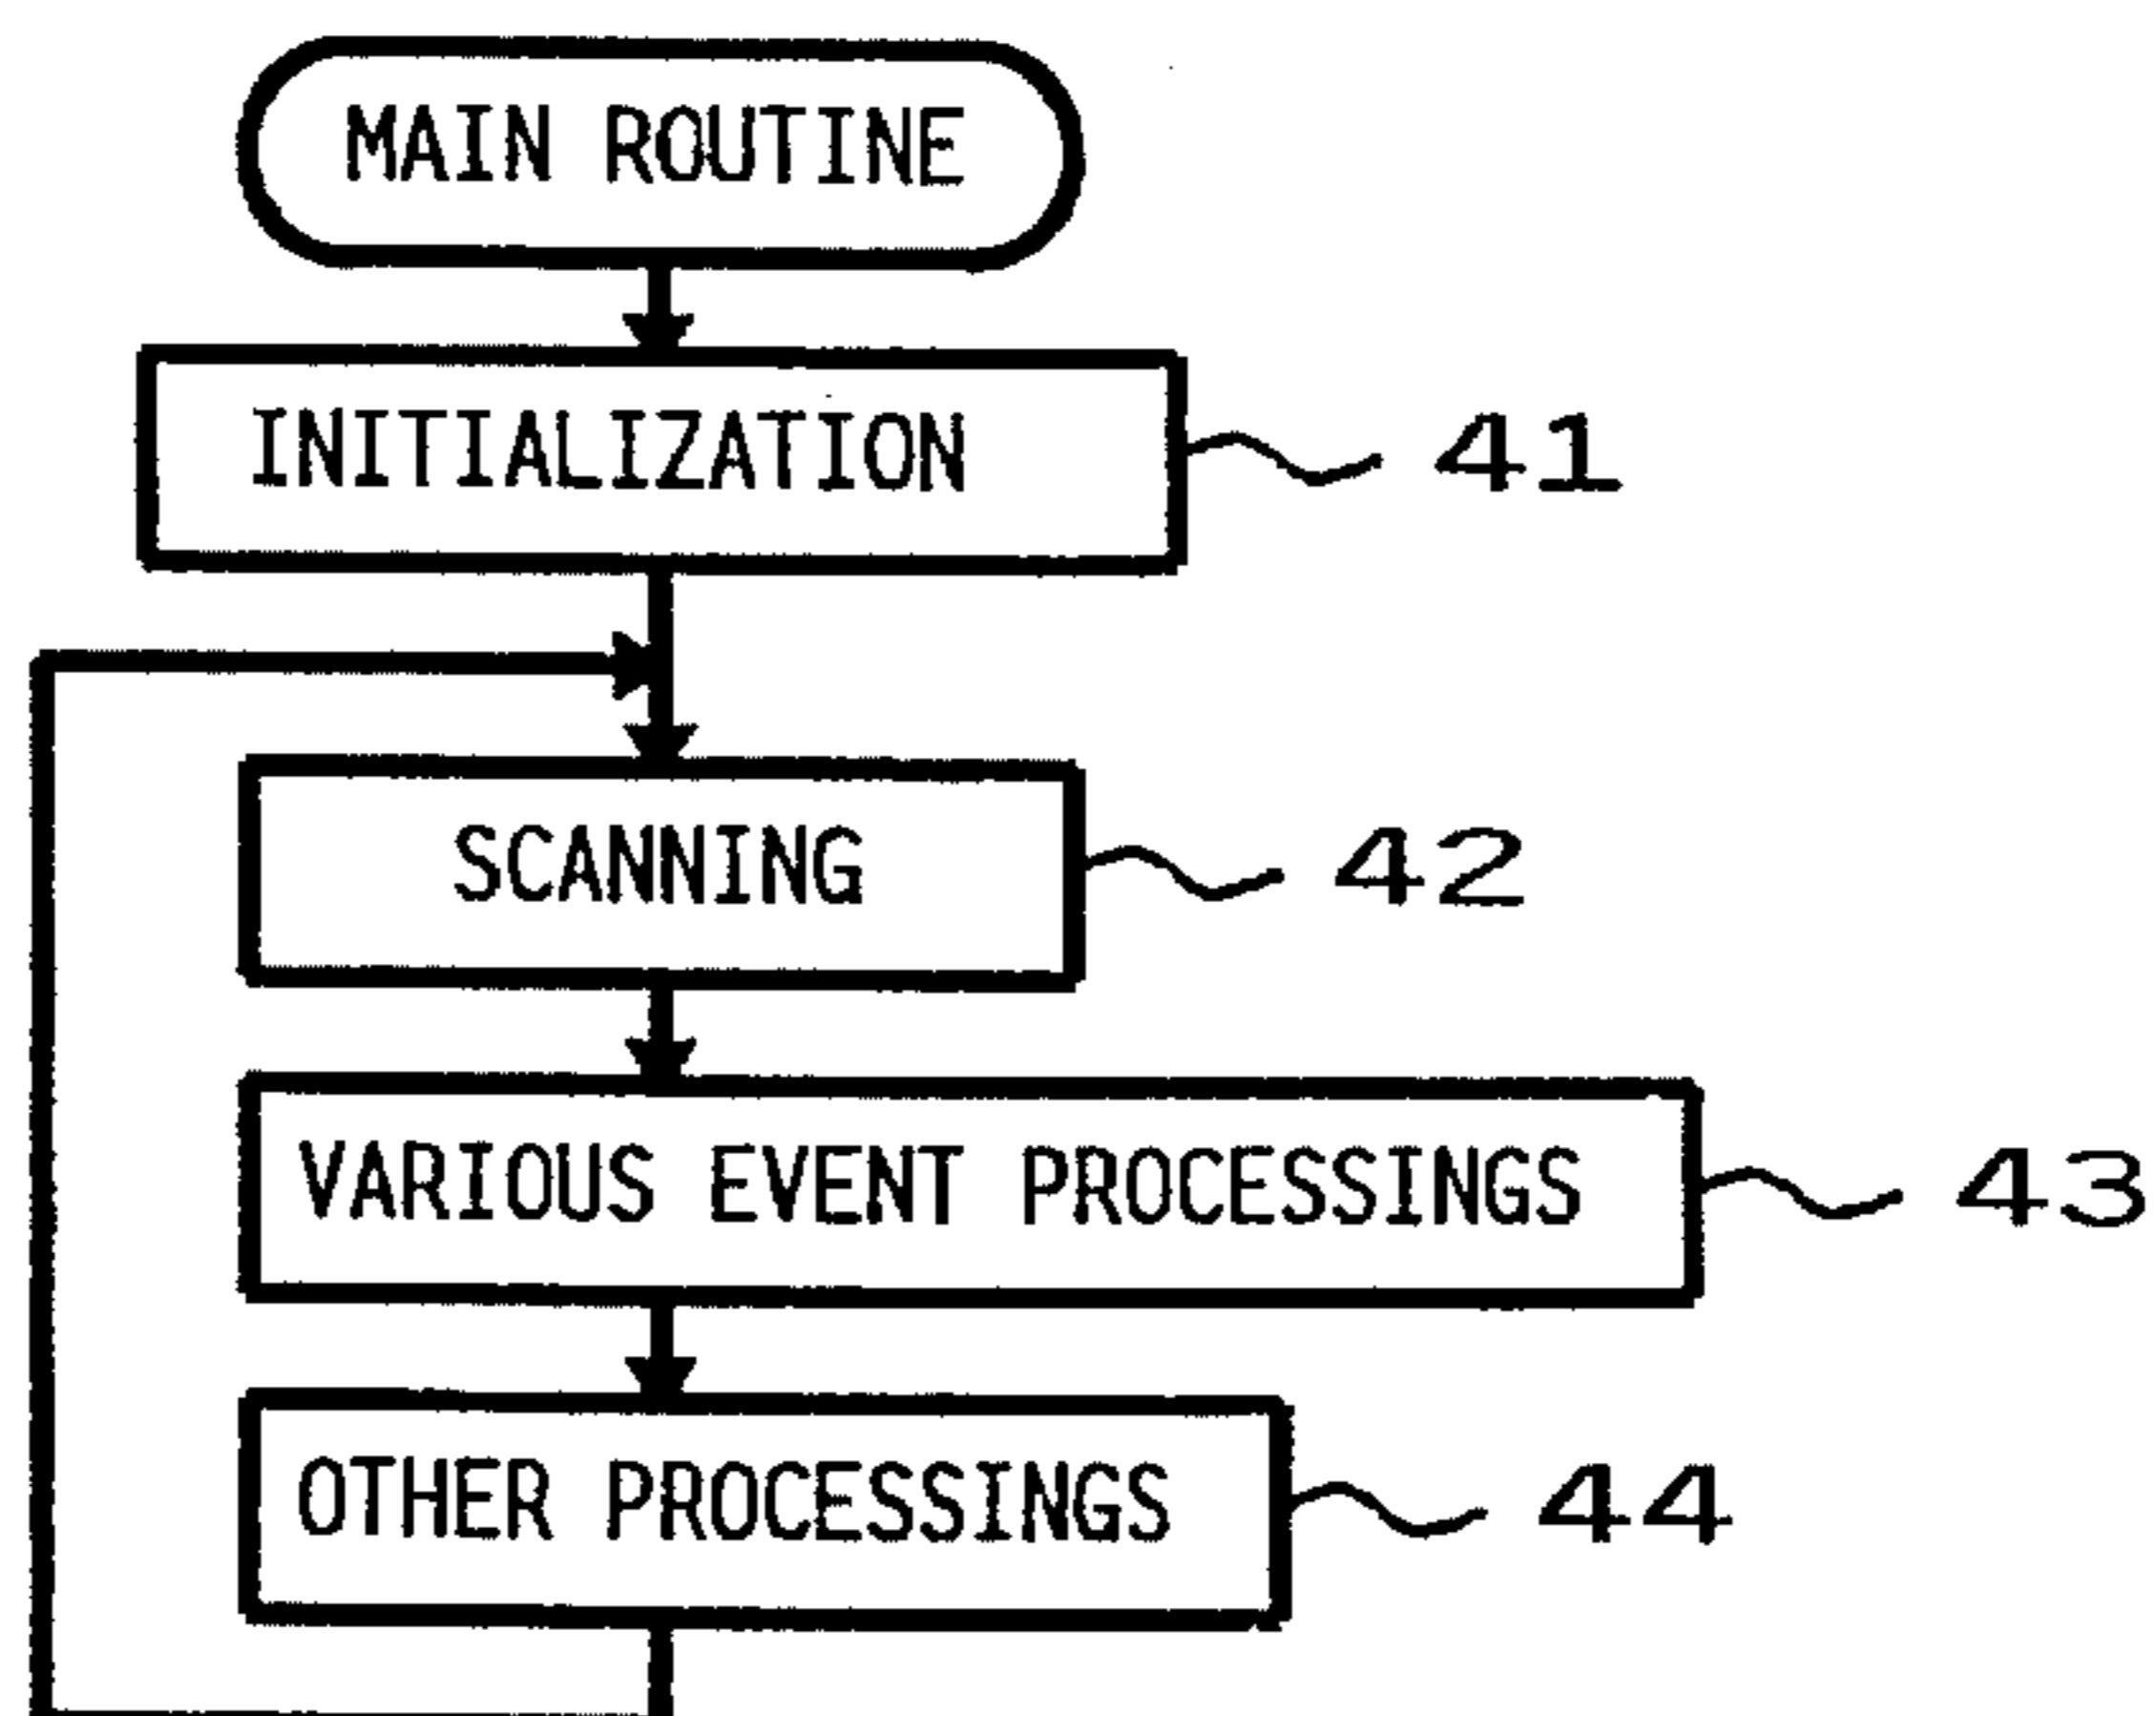 MAIN ROUTINE
INITIALIZATION 41
SCANNING 42
VARIOUS EVENT PROCESSINGS 43
OTHER PROCESSINGS 44